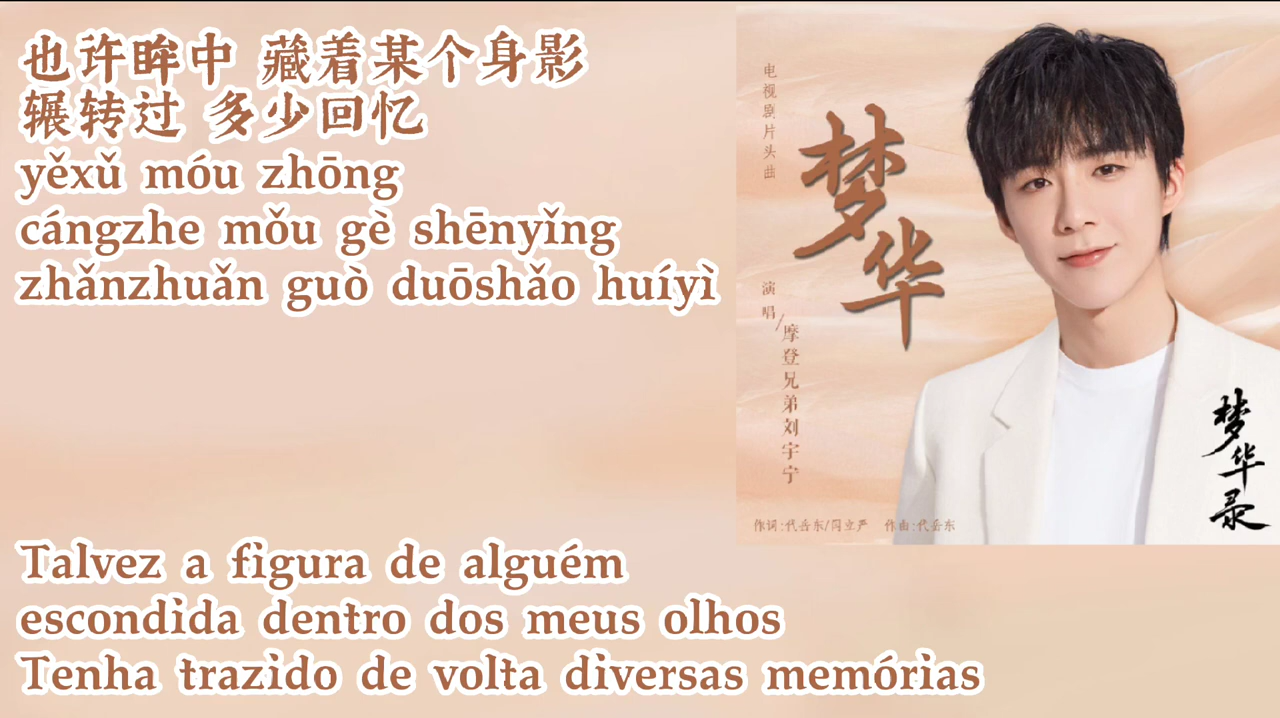 也许眸中 藏着某个身影
辗转过 多少回忆
yěxǔ móu zhōng
cángzhe mǒu gè shēnyǐng
zhǎnzhuǎn guò duōshǎo huíyì
电视剧片头曲
梦华
演唱/摩登兄弟刘宇宁
作词:代岳东/闫立严 作曲:代岳东
梦华录
Talvez a figura de alguém
escondida dentro dos meus olhos
Tenha trazido de volta diversas memórias